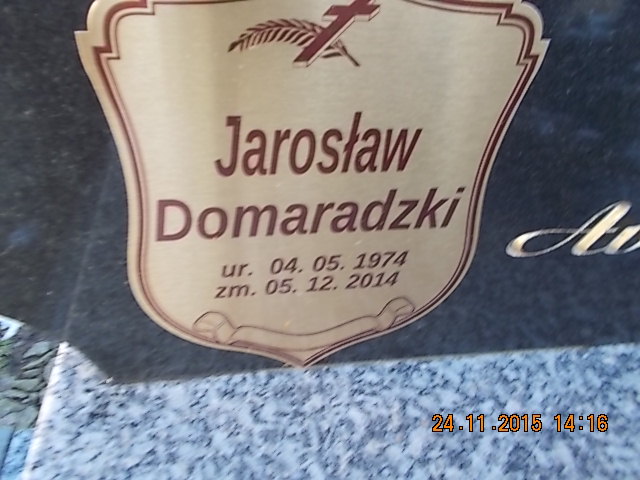 Jarosław
Domaradzki
ur. 04. 05. 1974
zm. 05. 12. 2014
24.11.2015 14:16